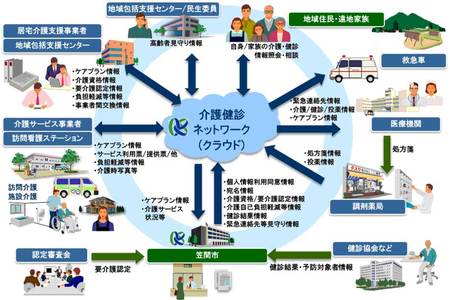 地域包括支援センター/民生委員
地域住民・遠地家族
居宅介護支援事業者
地域包括支援センター
高齢者見守り情報
自身/家族の介護・健診
情報照会・相談
救急車
・ケアプラン情報
・介護資格情報
・要介護認定情報
・負担軽減等情報
・事業者間交換情報
・緊急連絡先情報
・介護/健診/投薬情報
・ケアプラン情報
介護健診
ネットワーク
(クラウド)
医療機関
介護サービス事業者
訪問看護ステーション
・ケアプラン情報
・サービス利用票/提供票/他
・負担軽減等情報
・介護時写真等
・処方箋情報
・投薬情報
処方箋
訪問介護
施設介護
・ケアプラン情報
・介護サービス
状況等
・個人情報利用同意情報
・宛名情報
・介護資格/要介護認定情報
・介護自己負担軽減等情報
・健診結果情報
・緊急連絡先等見守り情報
調剤薬局
認定審査会
要介護認定
笠間市
健診協会など
健診結果・予防対象者情報